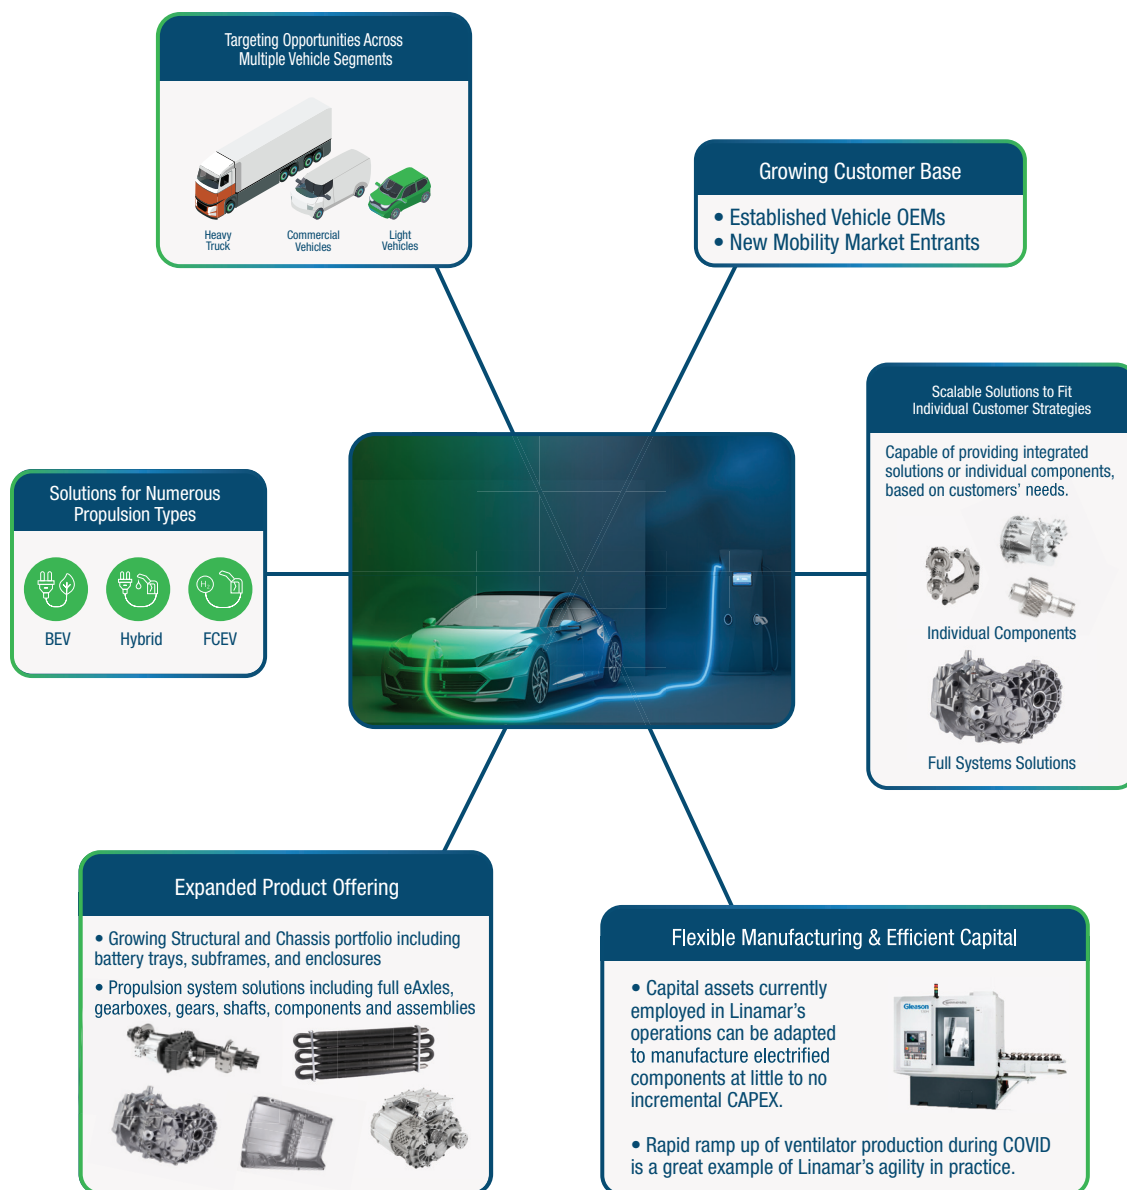 Targeting Opportunities Across
Multiple Vehicle Segments
Heavy
Truck
Commercial
Vehicles
Light
Vehicles
Growing Customer Base
• Established Vehicle OEMs
• New Mobility Market Entrants
Scalable Solutions to Fit
Individual Customer Strategies
Capable of providing integrated
solutions or individual components,
based on customers’ needs.
Individual Components
Full Systems Solutions
Solutions for Numerous
Propulsion Types
H₂
BEV
Hybrid
FCEV
Expanded Product Offering
• Growing Structural and Chassis portfolio including
battery trays, subframes, and enclosures
• Propulsion system solutions including full eAxles,
gearboxes, gears, shafts, components and assemblies
Flexible Manufacturing & Efficient Capital
• Capital assets currently
employed in Linamar’s
operations can be adapted
to manufacture electrified
components at little to no
incremental CAPEX.
Gleason
• Rapid ramp up of ventilator production during COVID
is a great example of Linamar’s agility in practice.